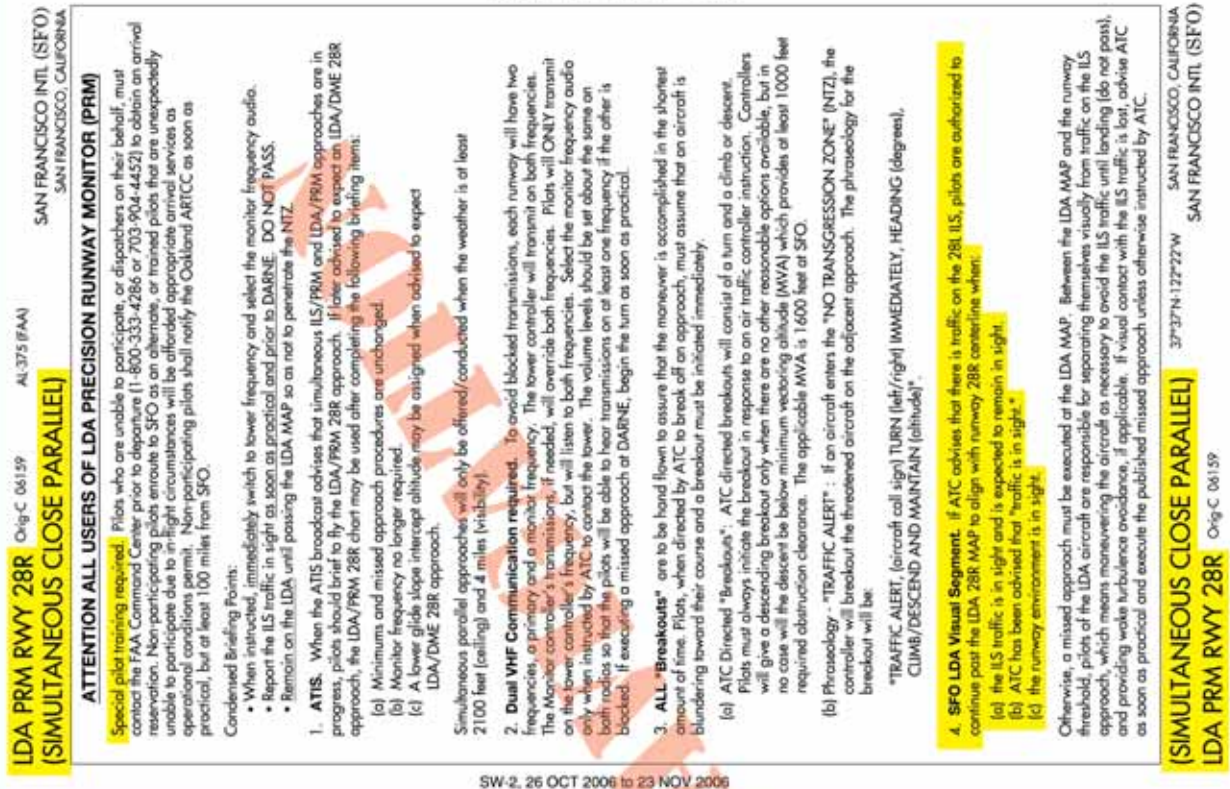 LDA PRM RWY 28R Orig-C 06159 AL-375 (FAA) SAN FRANCISCO INTL (SFO)
(SIMULTANEOUS CLOSE PARALLEL) SAN FRANCISCO, CALIFORNIA
ATTENTION ALL USERS OF LDA PRECISION RUNWAY MONITOR (PRM)
Special pilot training required. Pilots who are unable to participate, or dispatchers on their behalf, must
contact the FAA Command Center prior to departure (1-800-333-4286 or 703-904-4452) to obtain an arrival
reservation. Non-participating pilots enroute to SFO as an alternate, or trained pilots that are unexpectedly
unable to participate due to in-flight circumstances will be afforded appropriate arrival services as
operational conditions permit. Non-participating pilots shall notify the Oakland ARTCC as soon as
practical, but at least 100 miles from SFO.
Condensed Briefing Points:
• When instructed, immediately switch to tower frequency and select the monitor frequency audio.
• Report the ILS traffic in sight as soon as practical and prior to DARNE. DO NOT PASS.
• Remain on the LDA until passing the LDA MAP so as not to penetrate the NTZ.
1. ATIS. When the ATIS broadcast advises that simultaneous ILS/PRM and LDA/PRM approaches are in
progress, pilots should brief to fly the LDA/PRM 28R approach. If later advised to expect an LDA/DME 28R
approach, the LDA/PRM 28R chart may be used after completing the following briefing items:
(a) Minimums and missed approach procedures are unchanged.
(b) Monitor frequency no longer required.
(c) A lower glide slope intercept altitude may be assigned when advised to expect
LDA/DME 28R approach.
Simultaneous parallel approaches will only be offered/conducted when the weather is at least
2100 feet (ceiling) and 4 miles (visibility).
2. Dual VHF Communication required. To avoid blocked transmissions, each runway will have two
frequencies, a primary and a monitor frequency. The tower controller will transmit on both frequencies.
The Monitor controller's transmissions, if needed, will override both frequencies. Pilots will ONLY transmit
on the tower controller's frequency, but will listen to both frequencies. Select the monitor frequency audio
only when instructed by ATC to contact the tower. The volume levels should be set about the same on
both radios so that the pilots will be able to hear transmissions on at least one frequency if the other is
blocked. If executing a missed approach at DARNE, begin the turn as soon as practical.
3. ALL "Breakouts" are to be hand flown to assure that the maneuver is accomplished in the shortest
amount of time. Pilots, when directed by ATC to break off an approach, must assume that an aircraft is
blundering toward their course and a breakout must be initiated immediately.
(a) ATC Directed "Breakouts": ATC directed breakouts will consist of a turn and a climb or descent.
Pilots must always initiate the breakout in response to an air traffic controller instruction. Controllers
will give a descending breakout only when there are no other reasonable options available, but in
no case will the descent be below minimum vectoring altitude (MVA) which provides at least 1000 feet
required obstruction clearance. The applicable MVA is 1600 feet at SFO.
(b) Phraseology - "TRAFFIC ALERT" : If an aircraft enters the "NO TRANSGRESSION ZONE" (NTZ), the
controller will breakout the threatened aircraft on the adjacent approach. The phraseology for the
breakout will be:
"TRAFFIC ALERT, (aircraft call sign) TURN (left/right) IMMEDIATELY, HEADING (degrees),
CLIMB/DESCEND AND MAINTAIN (altitude)".
4. SFO LDA Visual Segment. If ATC advises that there is traffic on the 28L ILS, pilots are authorized to
continue past the LDA 28R MAP to align with runway 28R centerline when:
(a) the ILS traffic is in sight and is expected to remain in sight.
(b) ATC has been advised that "traffic is in sight."
(c) the runway environment is in sight.
Otherwise, a missed approach must be executed at the LDA MAP. Between the LDA MAP and the runway
threshold, pilots of the LDA aircraft are responsible for separating themselves visually from traffic on the ILS
approach, which means maneuvering the aircraft as necessary to avoid the ILS traffic until landing (do not pass),
and providing wake turbulence avoidance, if applicable. If visual contact with the ILS traffic is lost, advise ATC
as soon as practical and execute the published missed approach unless otherwise instructed by ATC.
(SIMULTANEOUS CLOSE PARALLEL) 37°37'N-122°22'W SAN FRANCISCO, CALIFORNIA
LDA PRM RWY 28R Orig-C 06159 SAN FRANCISCO INTL (SFO)
SW-2, 26 OCT 2006 to 23 NOV 2006